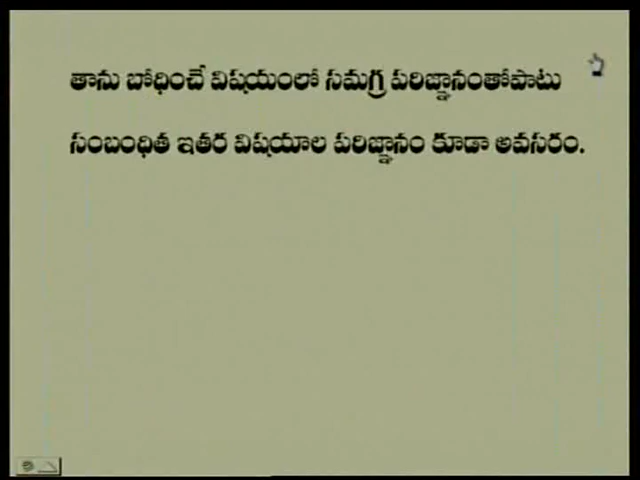 తాను బోధించే విషయంలో సమగ్ర పరిజ్ఞానంతోపాటు
సంబంధిత ఇతర విషయాల పరిజ్ఞానం కూడా అవసరం.